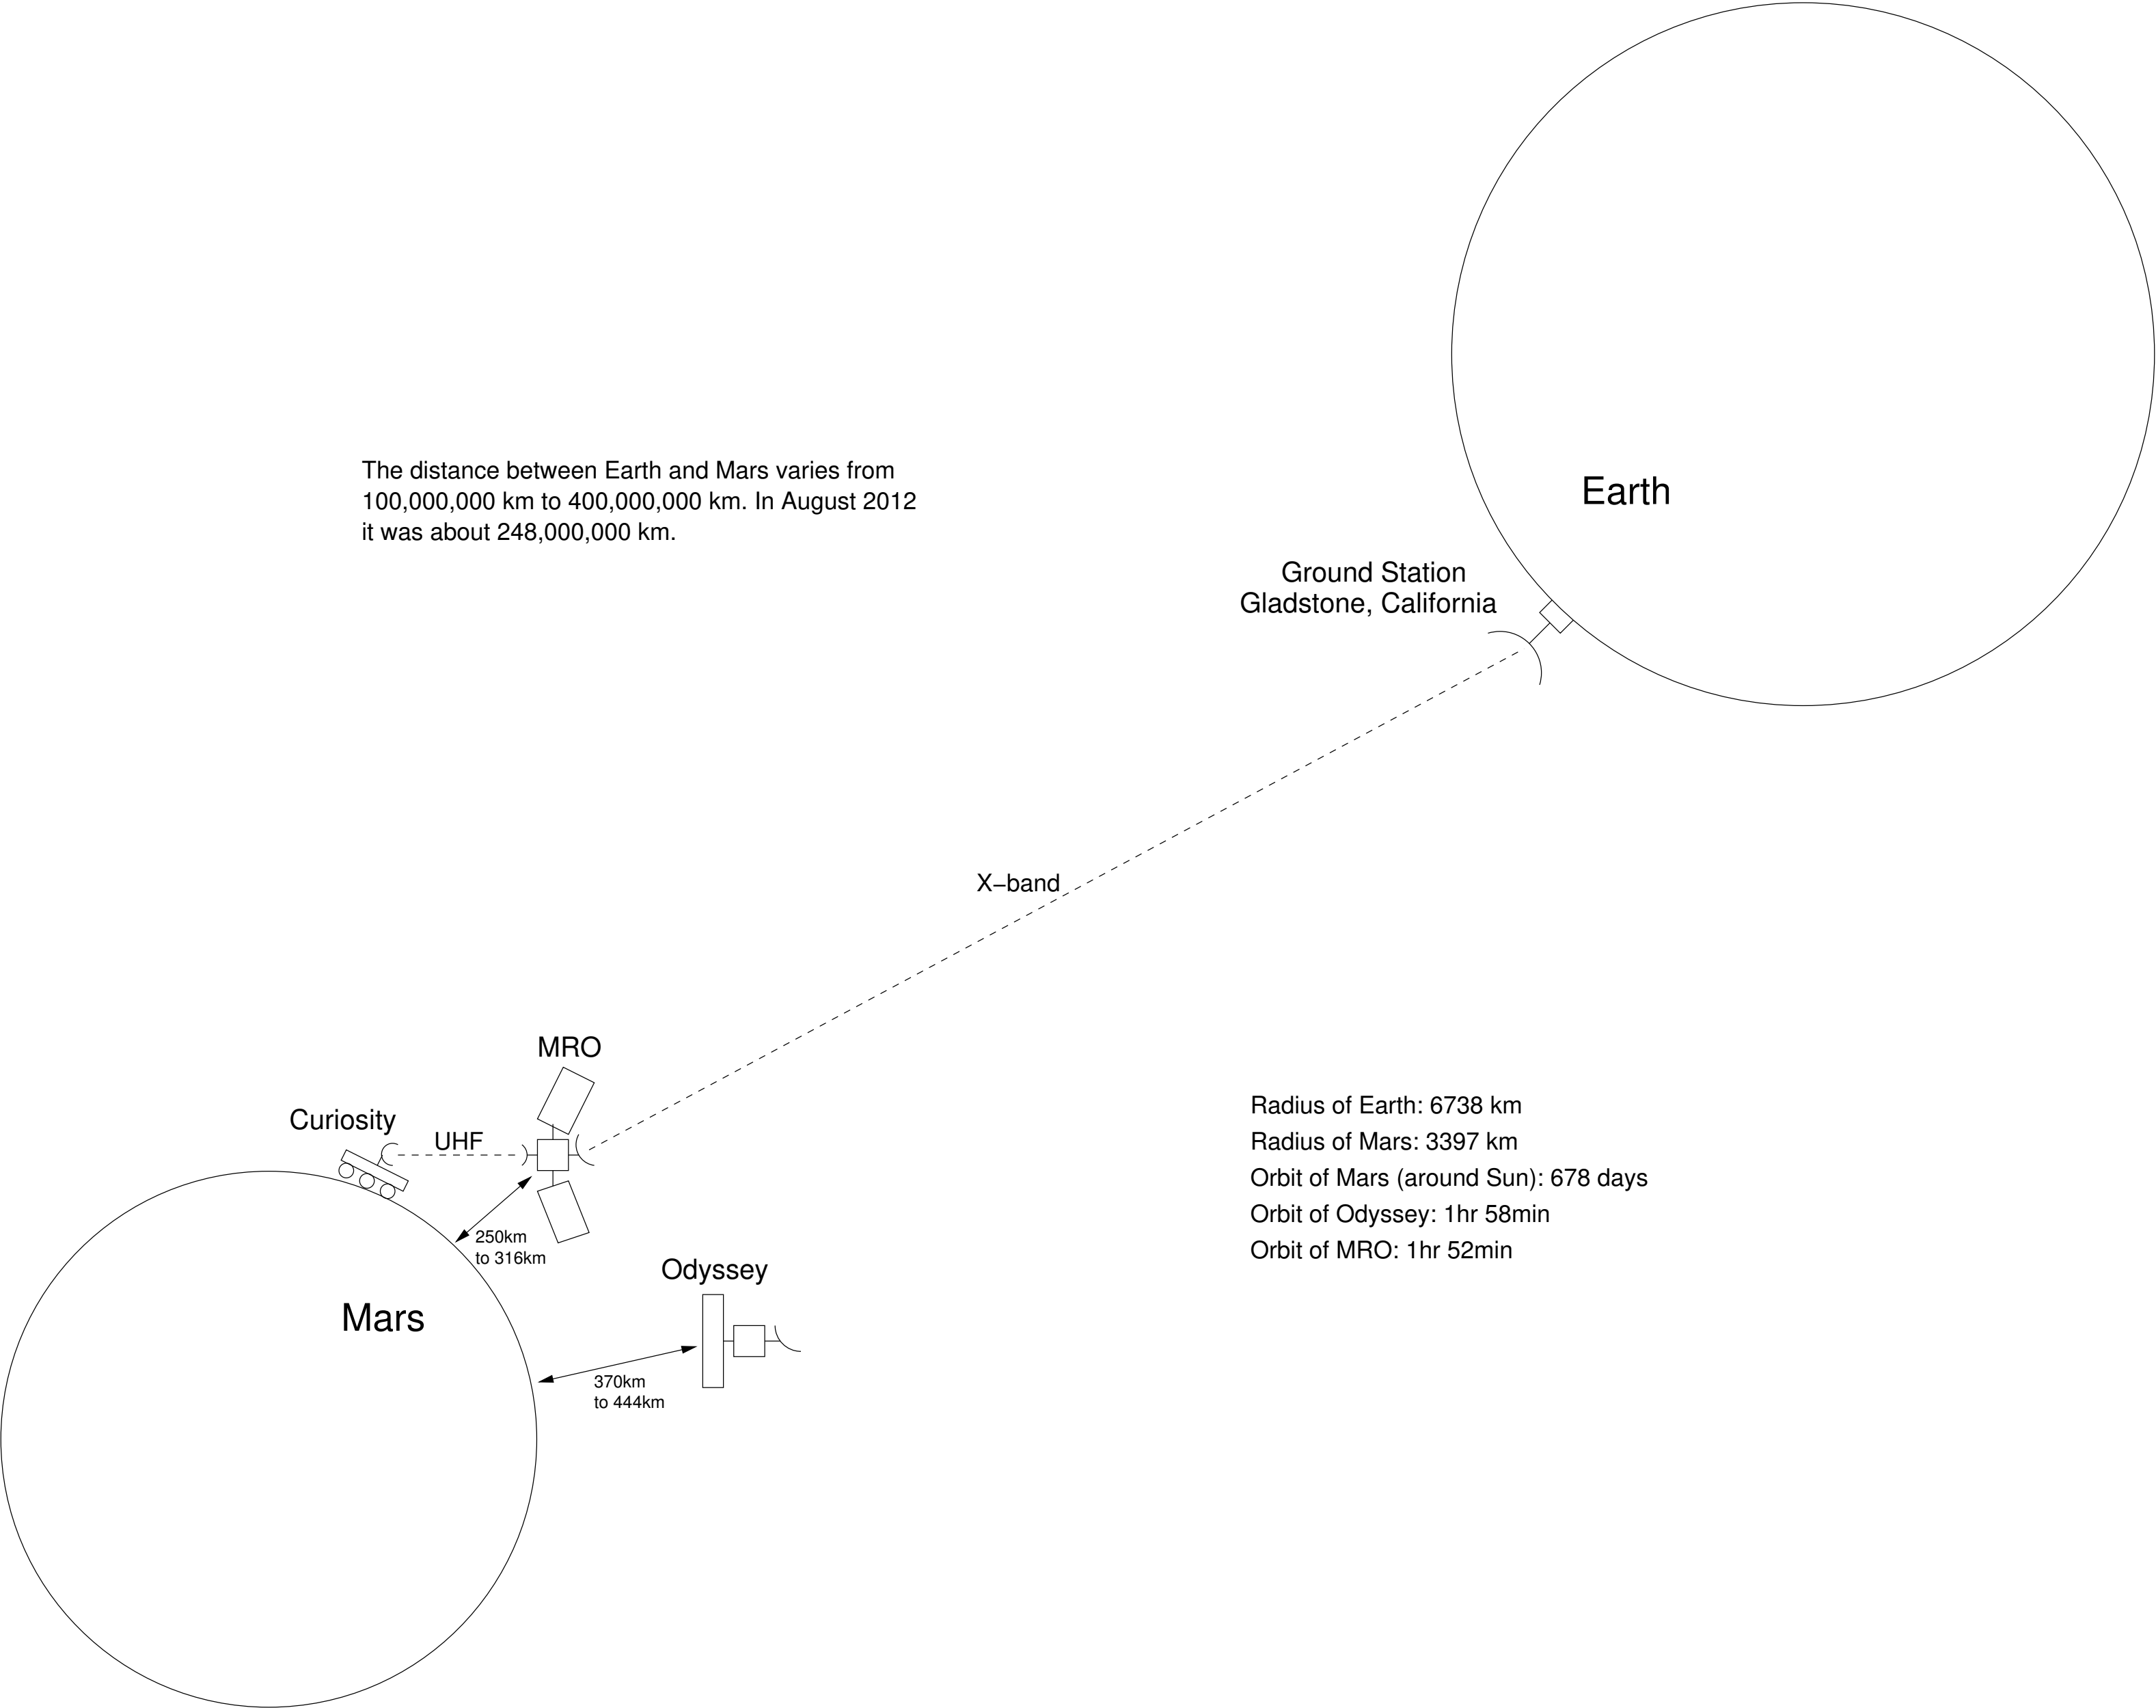 The distance between Earth and Mars varies from
100,000,000 km to 400,000,000 km. In August 2012
it was about 248,000,000 km.
Earth
Ground Station
Gladstone, California
X−band
MRO
Curiosity
UHF
250km
to 316km
Odyssey
Mars
370km
to 444km
Radius of Earth: 6738 km
Radius of Mars: 3397 km
Orbit of Mars (around Sun): 678 days
Orbit of Odyssey: 1hr 58min
Orbit of MRO: 1hr 52min